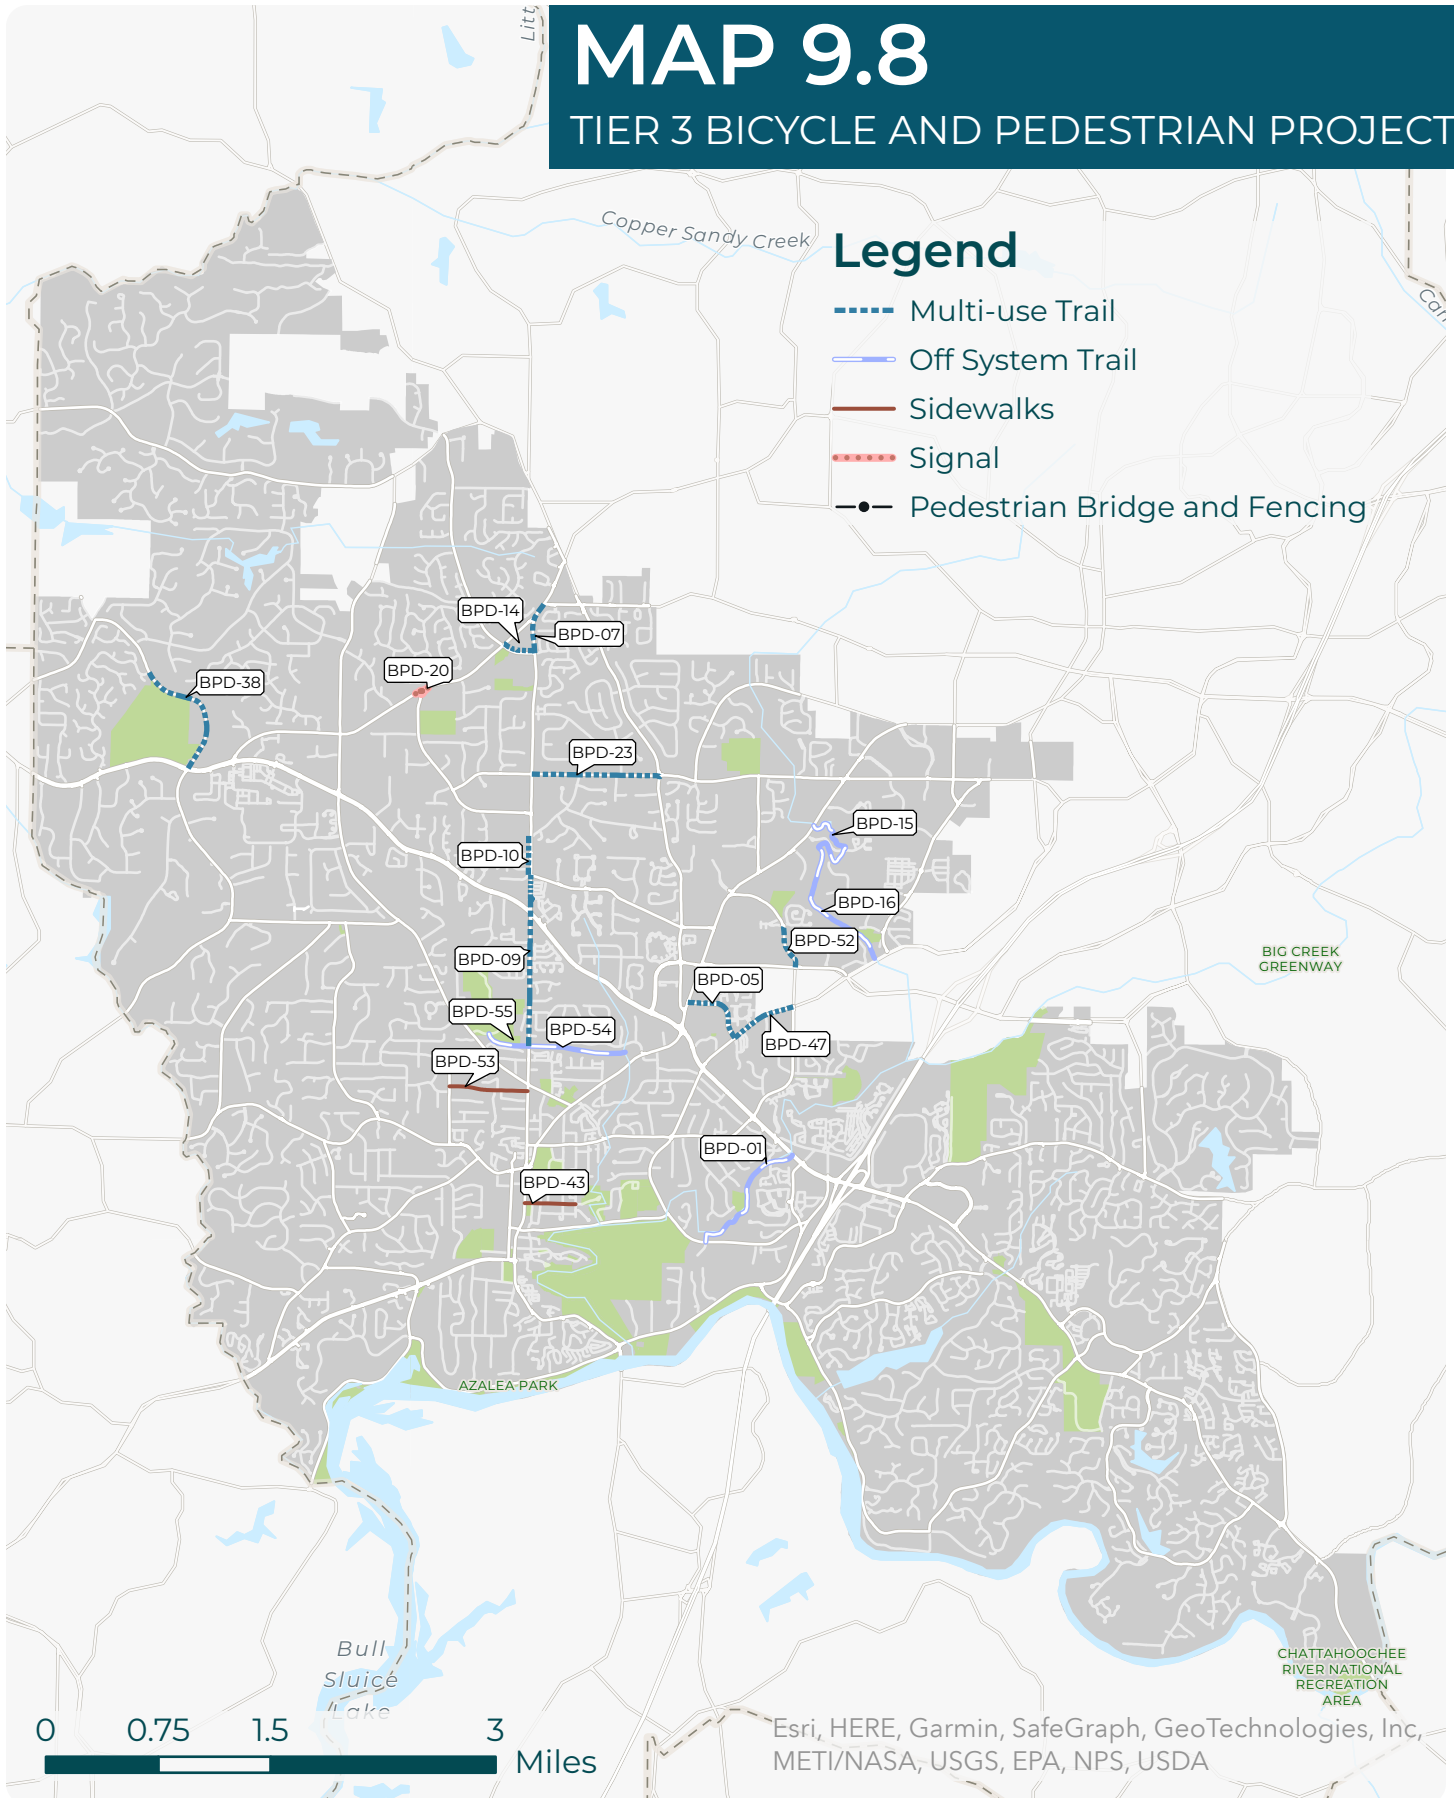 MAP 9.8
TIER 3 BICYCLE AND PEDESTRIAN PROJECT
Copper Sandy Creek
Legend
Multi-use Trail
Off System Trail
Sidewalks
Signal
Pedestrian Bridge and Fencing
BPD-14
BPD-07
BPD-20
BPD-38
BPD-23
BPD-15
BPD-10
BPD-16
BPD-52
BPD-09
BPD-05
BPD-55
BPD-54
BPD-47
BPD-53
BPD-01
BPD-43
BIG CREEK
GREENWAY
AZALEA PARK
Bull
Sluice
Lake
CHATTAHOOCHEE
RIVER NATIONAL
RECREATION
AREA
0 0.75 1.5 3
Miles
Esri, HERE, Garmin, SafeGraph, GeoTechnologies, Inc,
METI/NASA, USGS, EPA, NPS, USDA